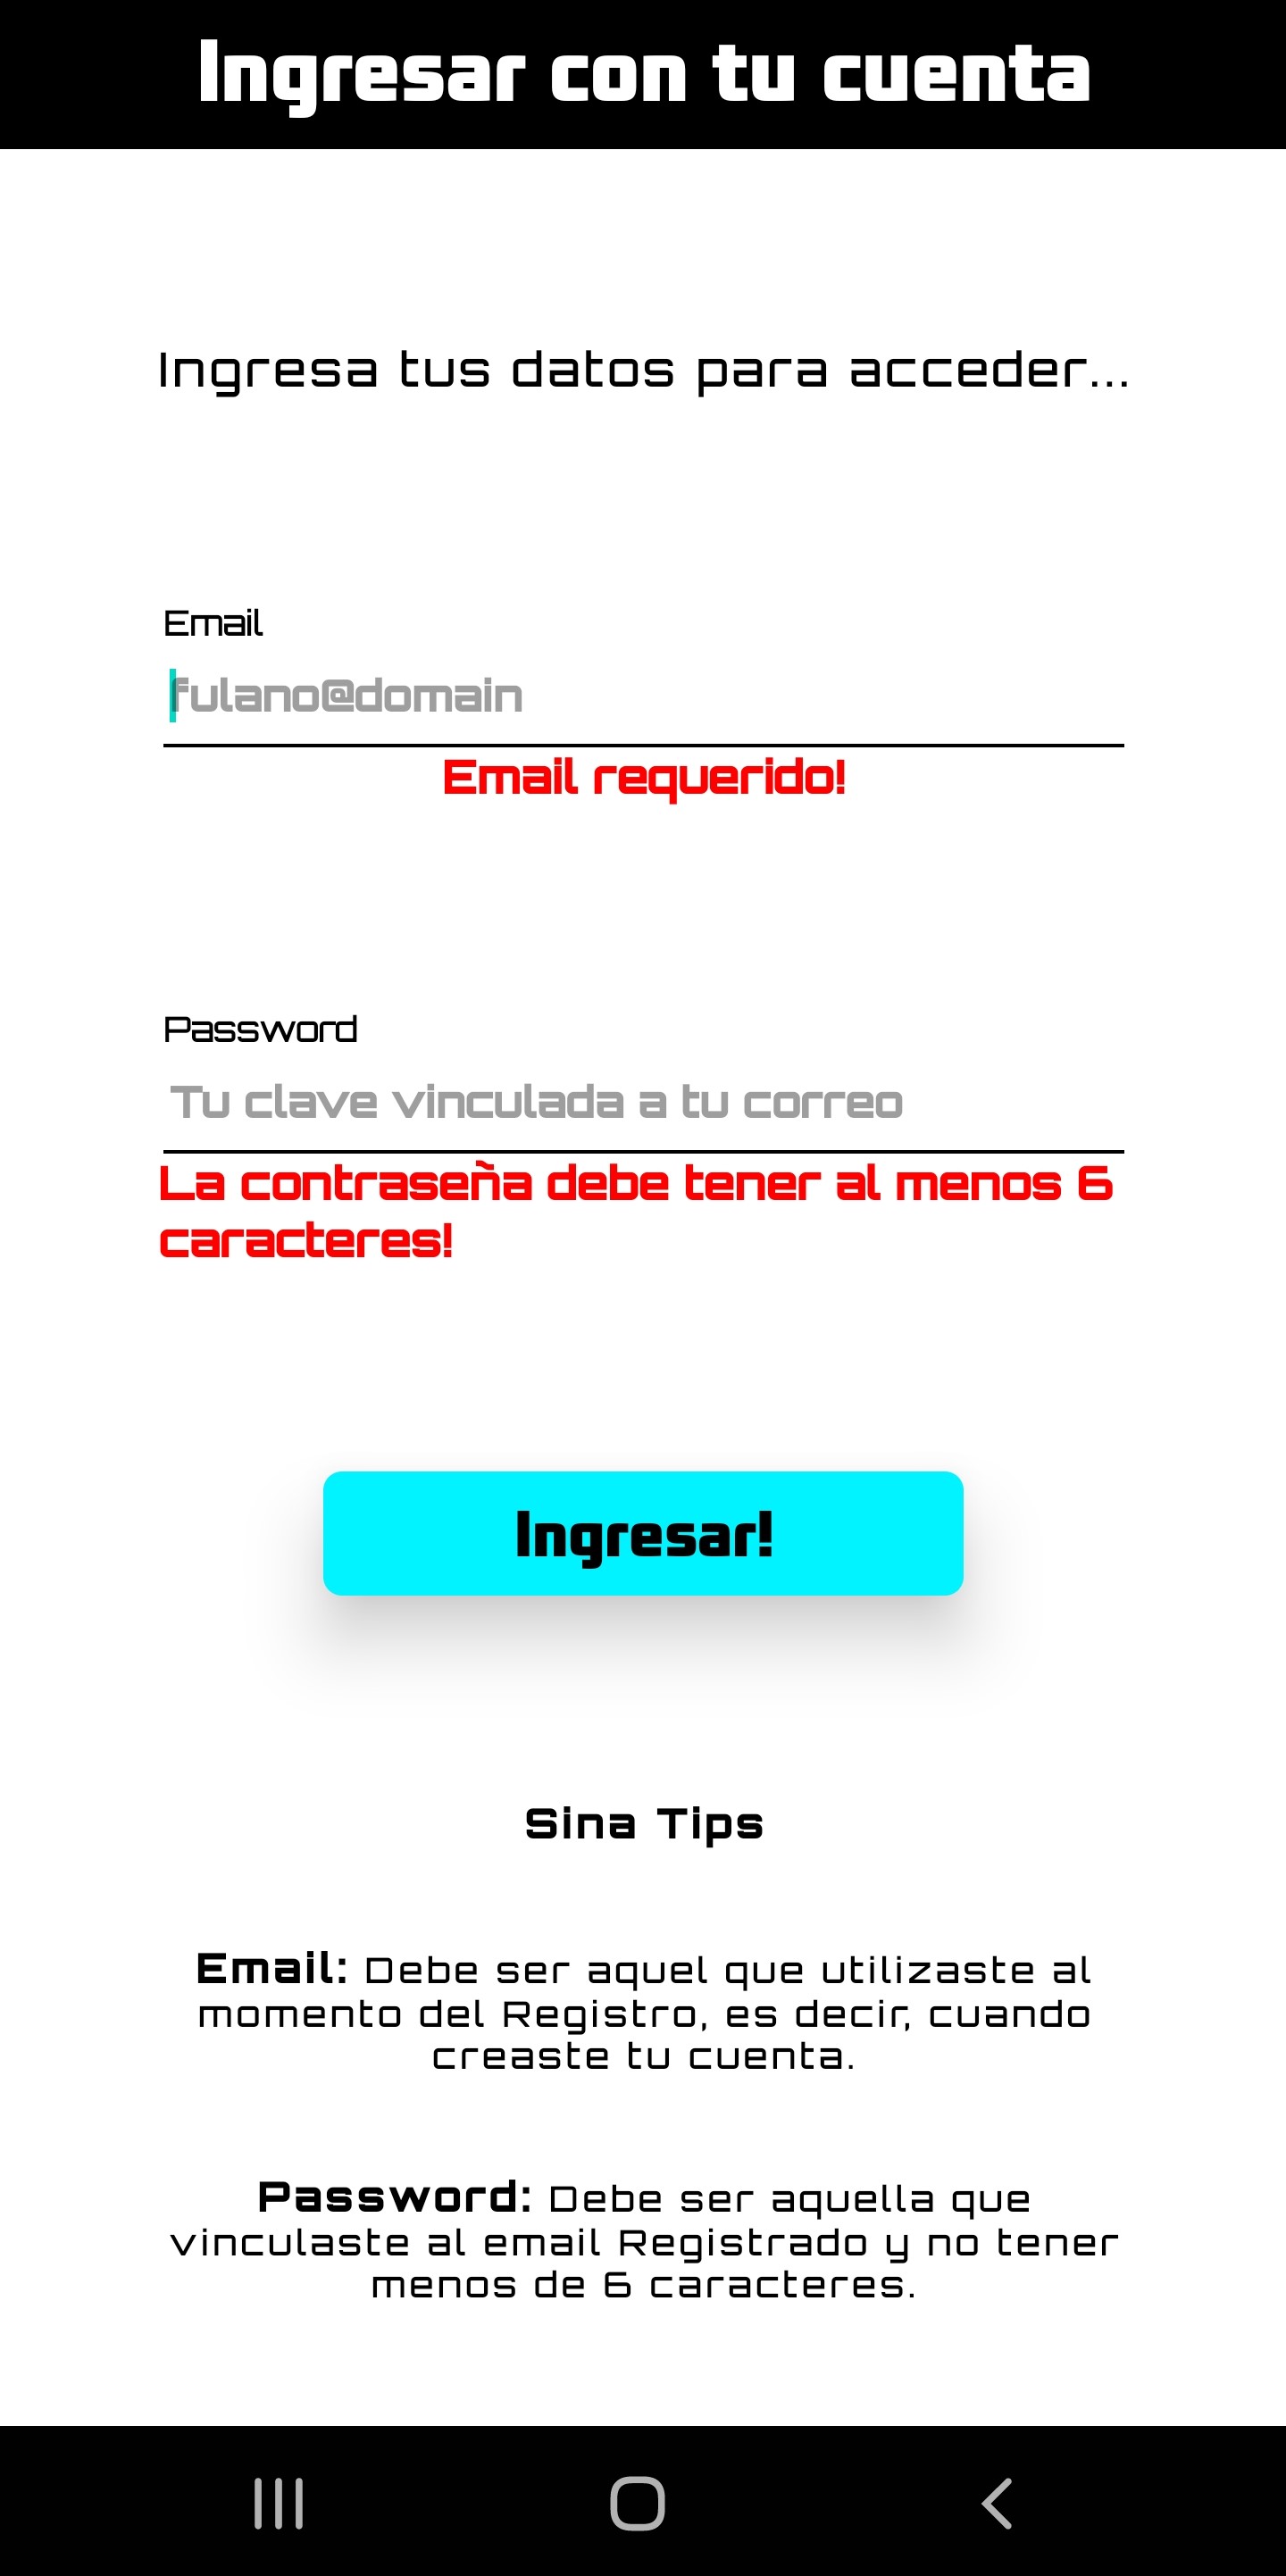 Ingresar con tu cuenta
Ingresa tus datos para acceder...
Email
fulano@domain
Email requerido!
Password
Tu clave vinculada a tu correo
La contraseña debe tener al menos 6
caracteres!
Ingresar!
Sina Tips
Email: Debe ser aquel que utilizaste al
momento del Registro, es decir, cuando
creaste tu cuenta.
Password: Debe ser aquella que
vinculaste al email Registrado y no tener
menos de 6 caracteres.